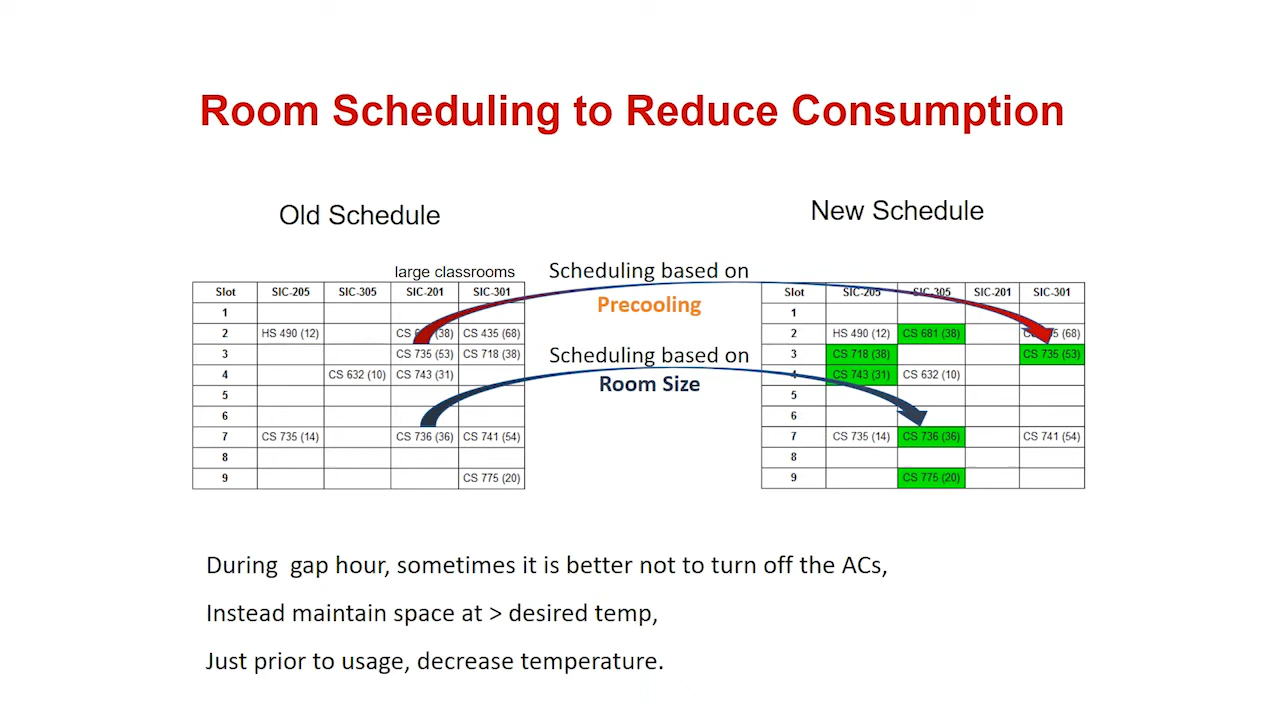 Room Scheduling to Reduce Consumption
Old Schedule
New Schedule
large classrooms
Scheduling based on
Precooling
Scheduling based on
Room Size
Slot SIC-205 SIC-305 SIC-201 SIC-301
1
2 HS 490 (12) CS (38) CS 435 (68)
3 CS 735 (53) CS 718 (38)
4 CS 632 (10) CS 743 (31)
5
6
7 CS 735 (14) CS 736 (36) CS 741 (54)
8
9 CS 775 (20)
Slot SIC-205 SIC-305 SIC-201 SIC-301
1
2 HS 490 (12) CS 681 (38) (68)
3 CS 718 (38) CS 735 (53)
4 CS 743 (31) CS 632 (10)
5
6
7 CS 735 (14) CS 736 (36) CS 741 (54)
8
9 CS 775 (20)
During gap hour, sometimes it is better not to turn off the ACs,
Instead maintain space at > desired temp,
Just prior to usage, decrease temperature.